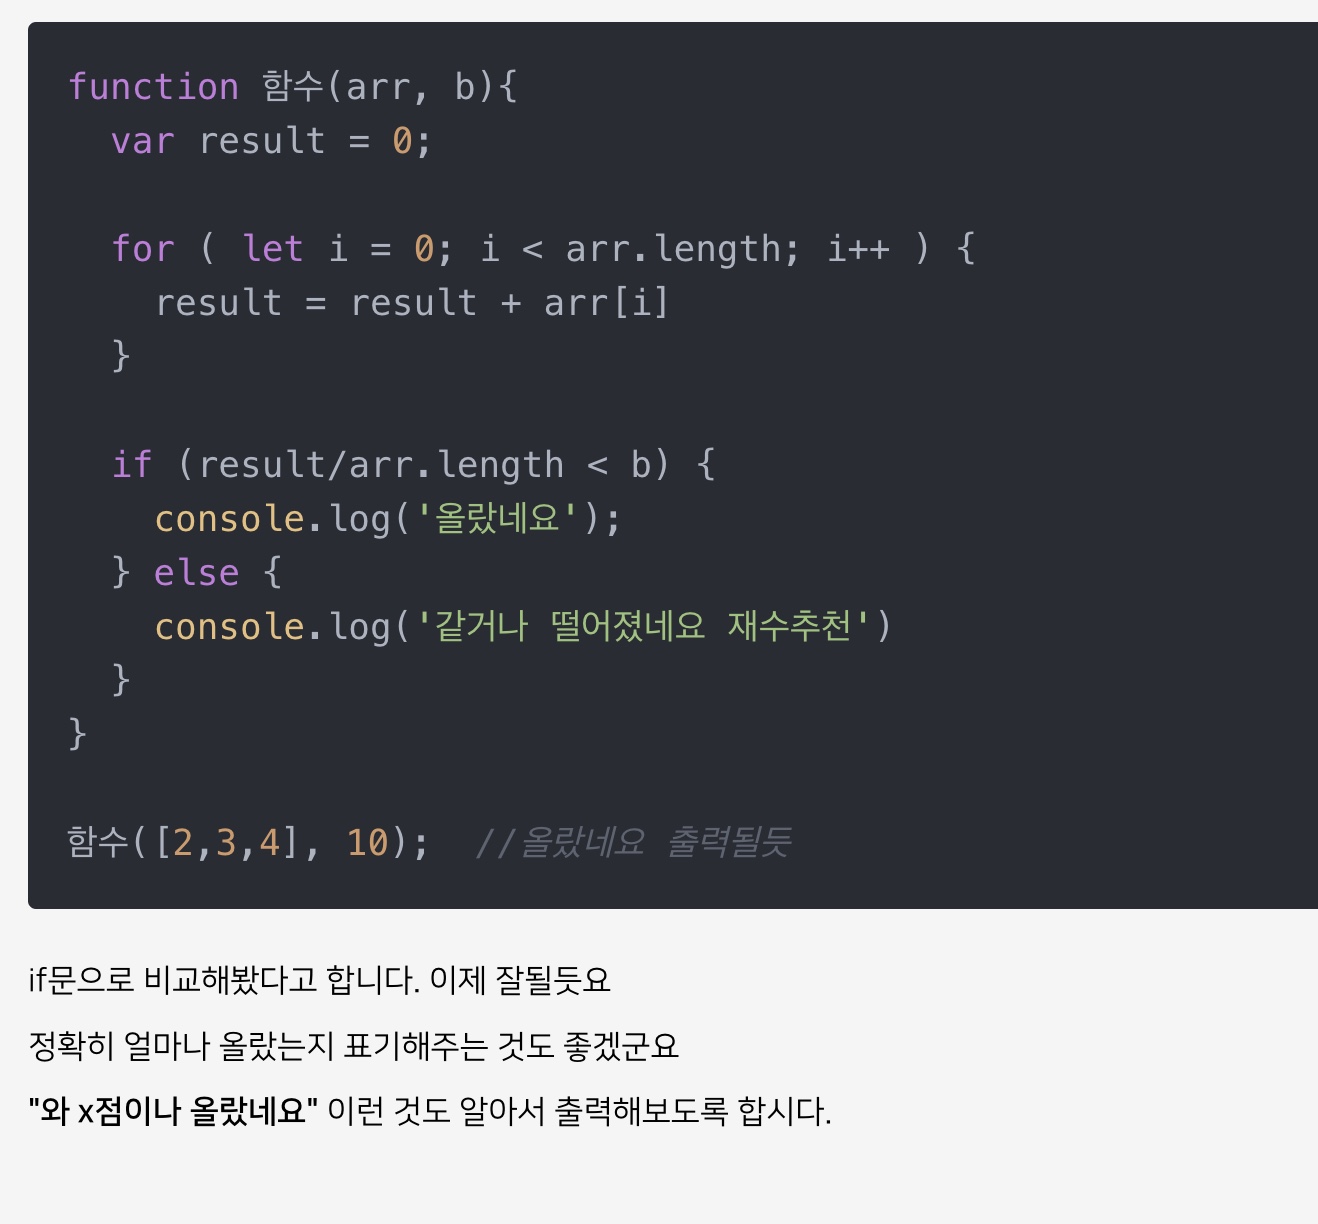 function 함수(arr, b){
  var result = 0;

  for ( let i = 0; i < arr.length; i++ ) {
    result = result + arr[i]
  }

  if (result/arr.length < b) {
    console.log('올랐네요');
  } else {
    console.log('같거나 떨어졌네요 재수추천')
  }
}

함수([2,3,4], 10);  //올랐네요 출력될듯
if문으로 비교해봤다고 합니다. 이제 잘될듯요
정확히 얼마나 올랐는지 표기해주는 것도 좋겠군요
"와 x점이나 올랐네요" 이런 것도 알아서 출력해보도록 합시다.